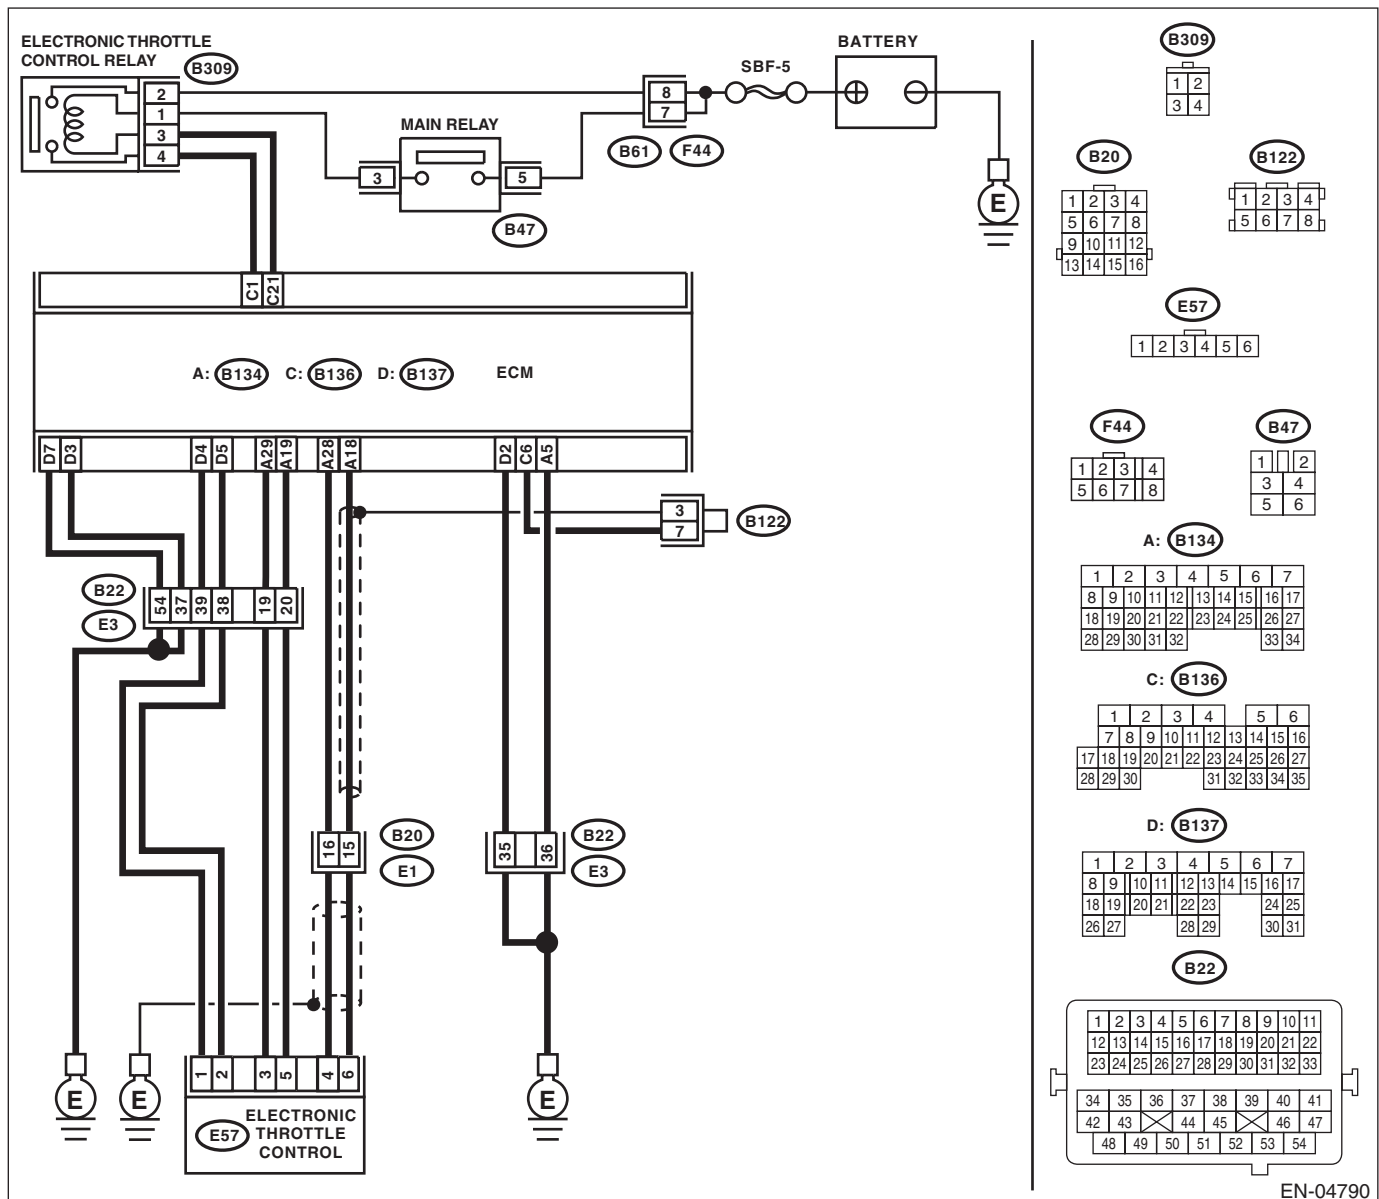 ELECTRONIC THROTTLE
CONTROL RELAY
B309
2
1
3
4
MAIN RELAY
3
5
B47
8
7
B61
F44
SBF-5
BATTERY
E
C1
C21
A: B134 C: B136 D: B137 ECM
D7
D3
D4
D5
A29
A19
A28
A18
D2
C6
A5
3
7
B122
B22
E3
54
37
39
38
19
20
16
15
B20
E1
35
36
B22
E3
E
E
E
1
2
3
5
4
6
E57
ELECTRONIC
THROTTLE
CONTROL
B309
1 2
3 4
B20
1 2 3 4
5 6 7 8
9 10 11 12
13 14 15 16
B122
1 2 3 4
5 6 7 8
E57
1 2 3 4 5 6
F44
1 2 3 4
5 6 7 8
B47
1 2
3 4
5 6
A: B134
1 2 3 4 5 6 7
8 9 10 11 12 13 14 15 16 17
18 19 20 21 22 23 24 25 26 27
28 29 30 31 32 33 34
C: B136
1 2 3 4 5 6
7 8 9 10 11 12 13 14 15 16
17 18 19 20 21 22 23 24 25 26 27
28 29 30 31 32 33 34 35
D: B137
1 2 3 4 5 6 7
8 9 10 11 12 13 14 15 16 17
18 19 20 21 22 23 24 25
26 27 28 29 30 31
B22
1 2 3 4 5 6 7 8 9 10 11
12 13 14 15 16 17 18 19 20 21 22
23 24 25 26 27 28 29 30 31 32 33
34 35 36 37 38 39 40 41
42 43 44 45 46 47
48 49 50 51 52 53 54
EN-04790